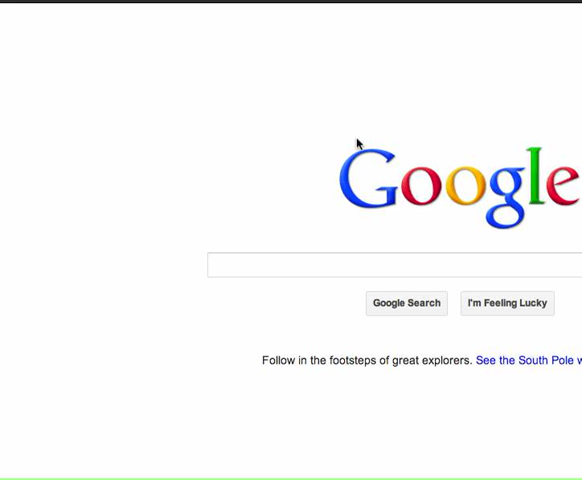 Google
Google Search
I'm Feeling Lucky
Follow in the footsteps of great explorers. See the South Pole